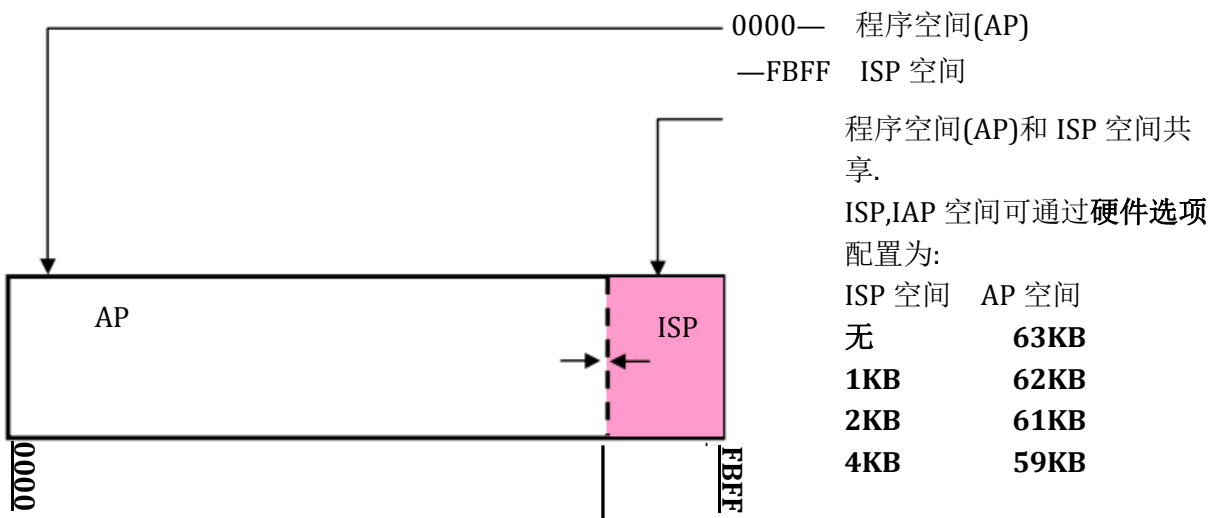 0000— 程序空间(AP)
—FBFF ISP 空间
程序空间(AP)和 ISP 空间共
享.
ISP,IAP 空间可通过硬件选项
配置为:
ISP 空间 AP 空间
无 63KB
1KB 62KB
2KB 61KB
4KB 59KB
AP
ISP
0000
FBFF